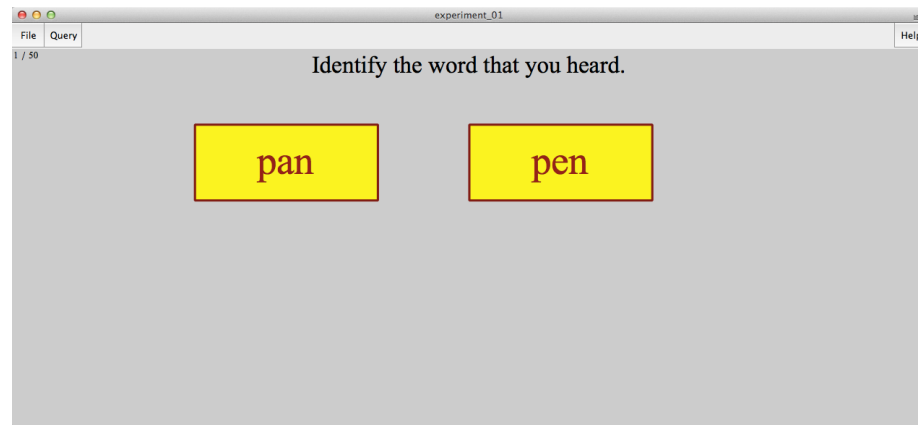 experiment_01
File Query Help
1 / 50
Identify the word that you heard.
pan pen